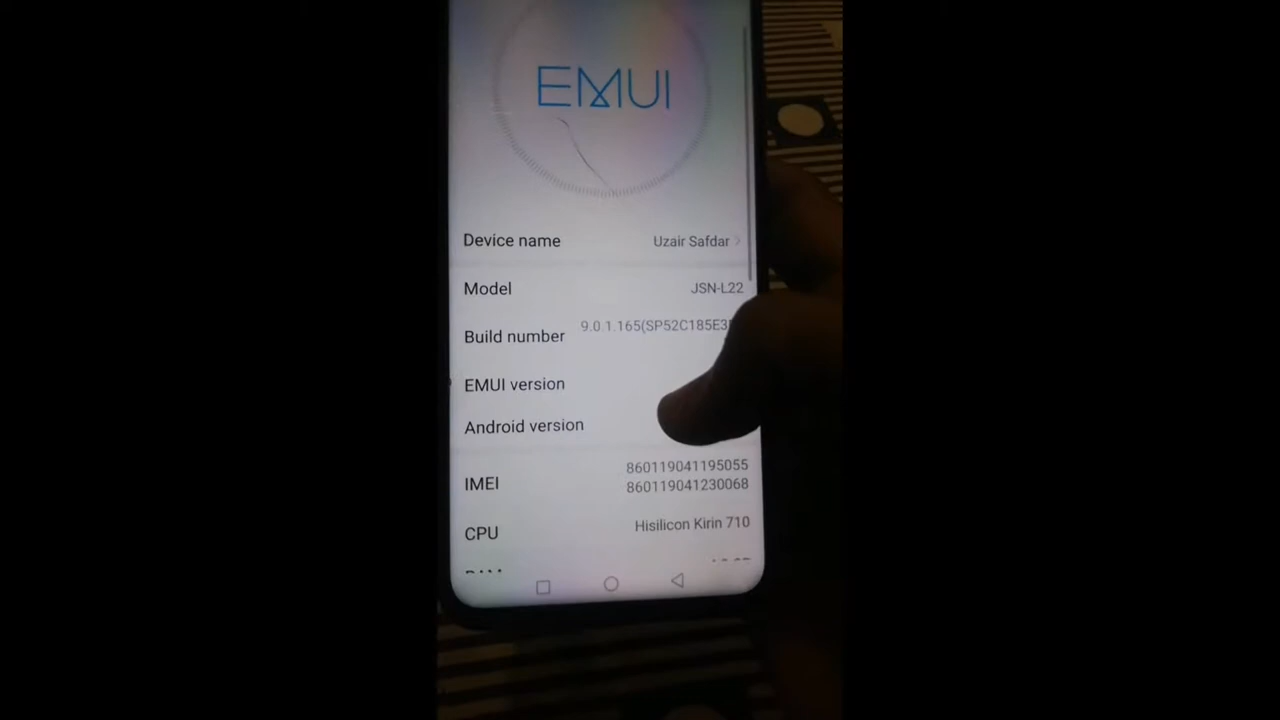 EMUI
Device name Uzair Safdar
Model JSN-L22
Build number 9.0.1.165(SP52C185E3
EMUI version
Android version
IMEI 860119041195055
860119041230068
CPU Hisilicon Kirin 710